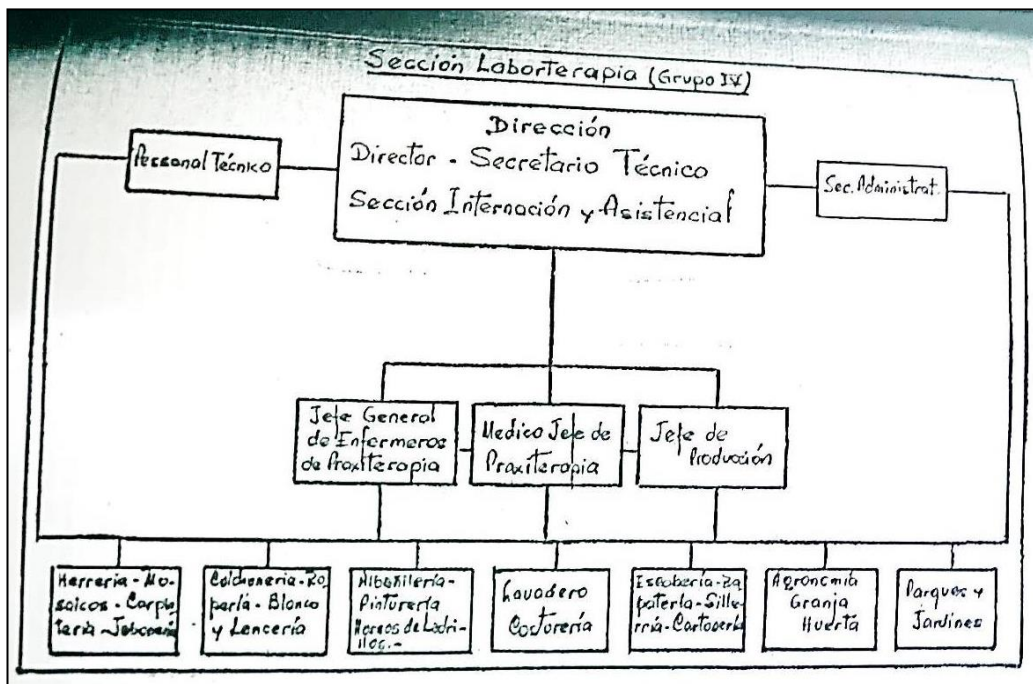 Sección Laborterapia (Grupo IV)
Dirección
Director - Secretario Técnico
Sección Internación y Asistencial
Personal Técnico
Sec. Administrat.
Jefe General
de Enfermeros
de Praxiterapia
Medico Jefe de
Praxiterapia
Jefe de
Producción
Herrería - Mo-
saicos - Carpin
tería - Jabonería
Colchonería - Ro
pería - Blanco
y Lencería
Albañilería -
Pinturería
Hornos de Ladri-
llos.-
Lavadero
Costurería
Escobería - Za
patería - Sille-
rría - Cartonería
Agronomía
Granja
Huerta
Parques y
Jardines